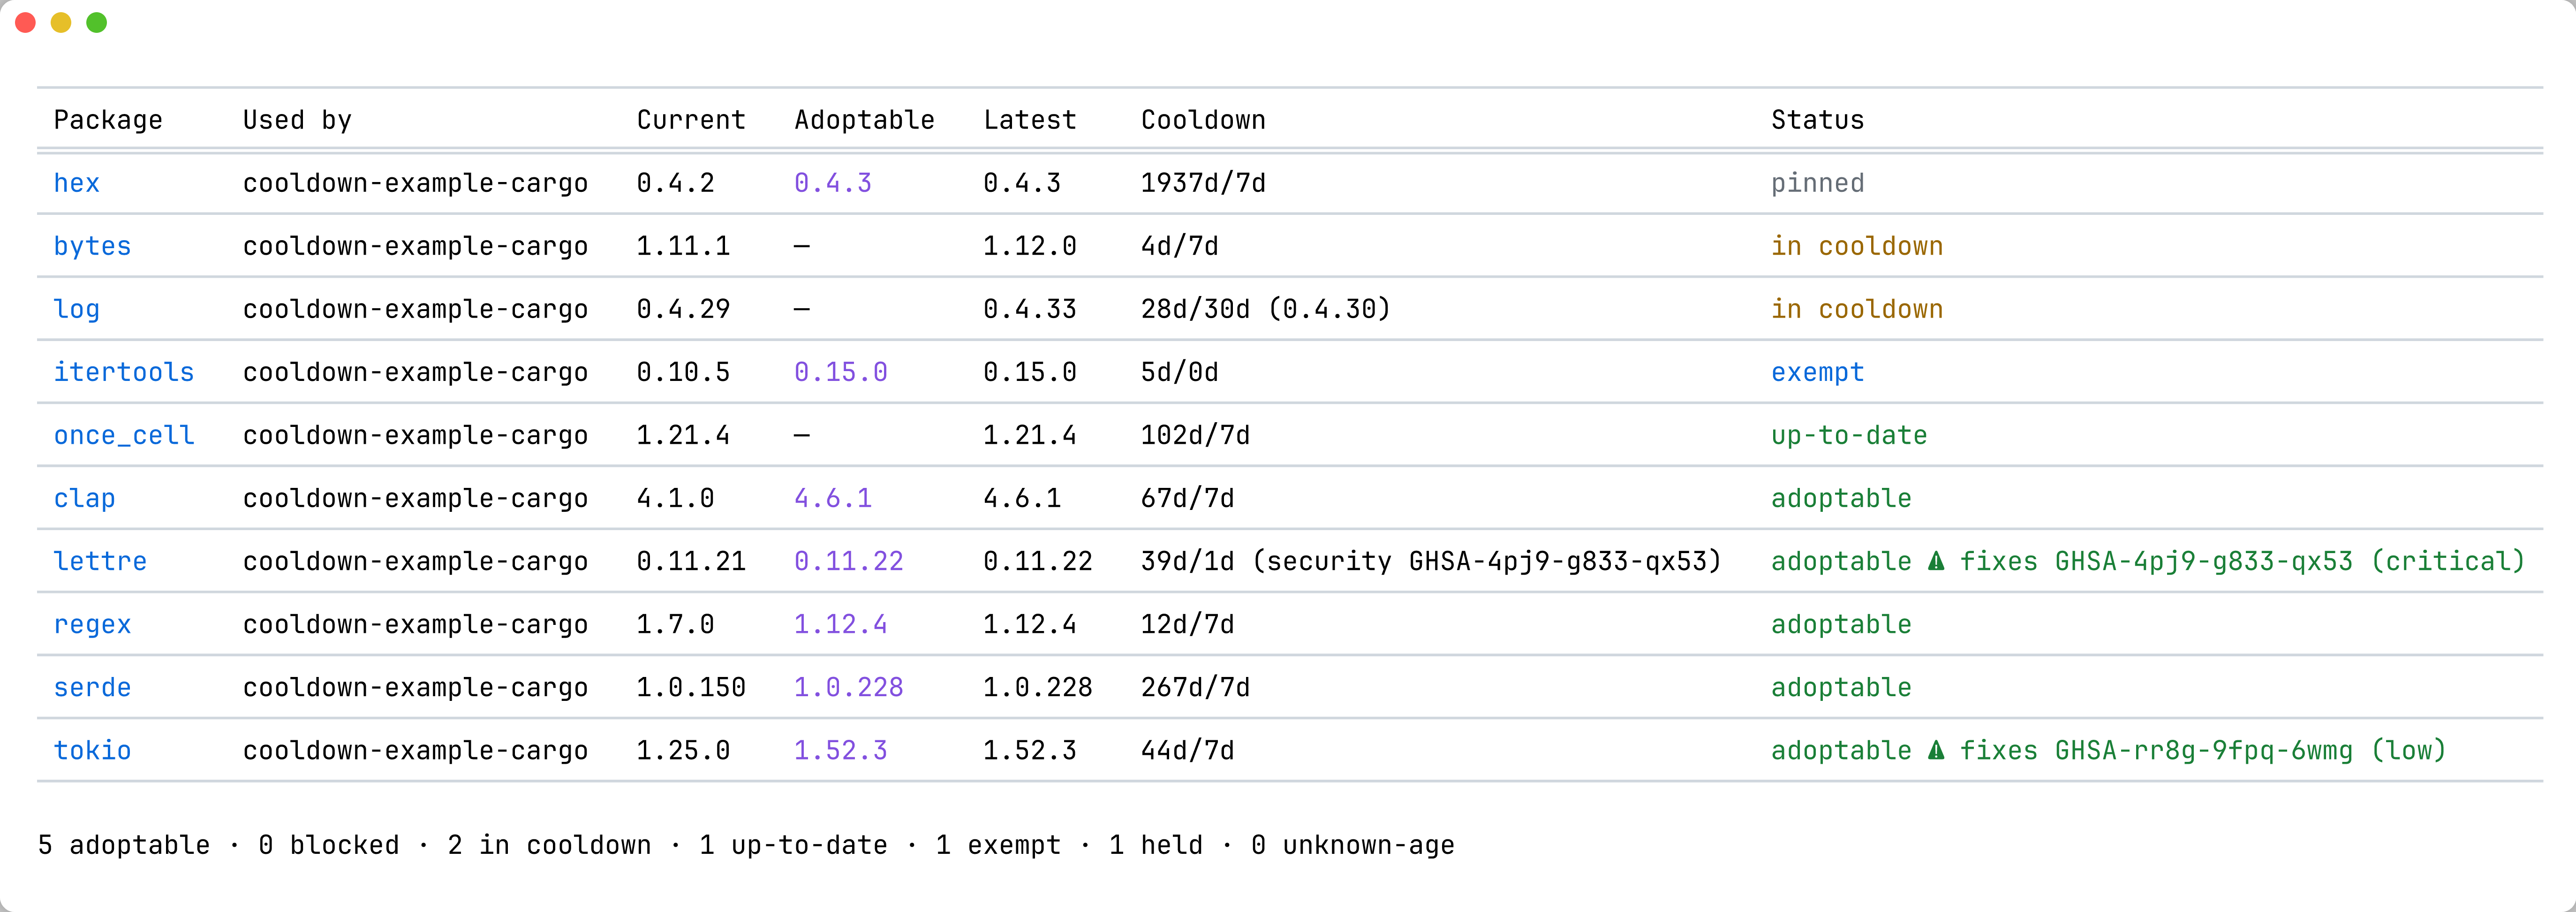 Package Used by Current Adoptable Latest Cooldown Status
hex cooldown-example-cargo 0.4.2 0.4.3 0.4.3 1937d/7d pinned
bytes cooldown-example-cargo 1.11.1 — 1.12.0 4d/7d in cooldown
log cooldown-example-cargo 0.4.29 — 0.4.33 28d/30d (0.4.30) in cooldown
itertools cooldown-example-cargo 0.10.5 0.15.0 0.15.0 5d/0d exempt
once_cell cooldown-example-cargo 1.21.4 — 1.21.4 102d/7d up-to-date
clap cooldown-example-cargo 4.1.0 4.6.1 4.6.1 67d/7d adoptable
lettre cooldown-example-cargo 0.11.21 0.11.22 0.11.22 39d/1d (security GHSA-4pj9-g833-qx53) adoptable ⚠ fixes GHSA-4pj9-g833-qx53 (critical)
regex cooldown-example-cargo 1.7.0 1.12.4 1.12.4 12d/7d adoptable
serde cooldown-example-cargo 1.0.150 1.0.228 1.0.228 267d/7d adoptable
tokio cooldown-example-cargo 1.25.0 1.52.3 1.52.3 44d/7d adoptable ⚠ fixes GHSA-rr8g-9fpq-6wmg (low)
5 adoptable · 0 blocked · 2 in cooldown · 1 up-to-date · 1 exempt · 1 held · 0 unknown-age